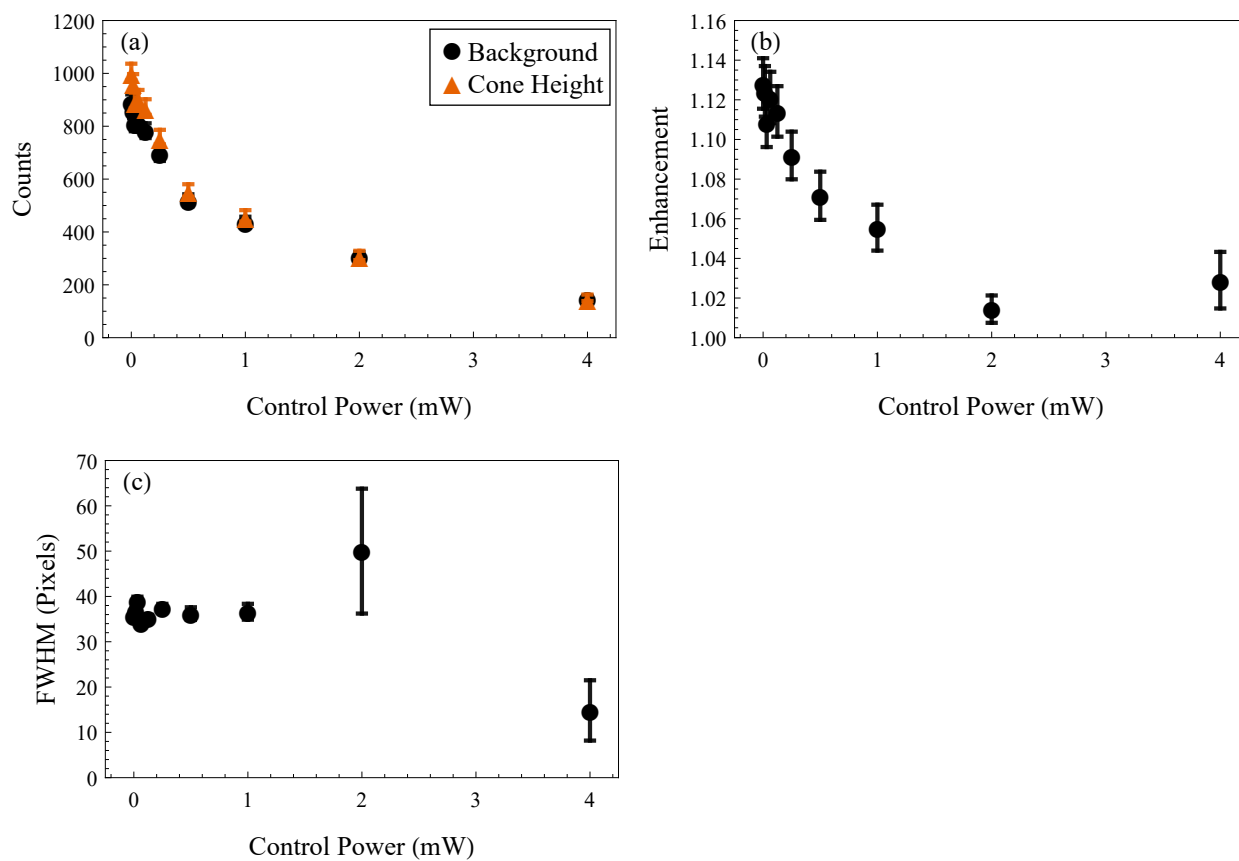 (a)
Background
Cone Height
1200
1000
800
600
400
200
0
Counts
0 1 2 3 4
Control Power (mW)
(b)
1.16
1.14
1.12
1.10
1.08
1.06
1.04
1.02
1.00
Enhancement
0 1 2 3 4
Control Power (mW)
(c)
70
60
50
40
30
20
10
0
FWHM (Pixels)
0 1 2 3 4
Control Power (mW)